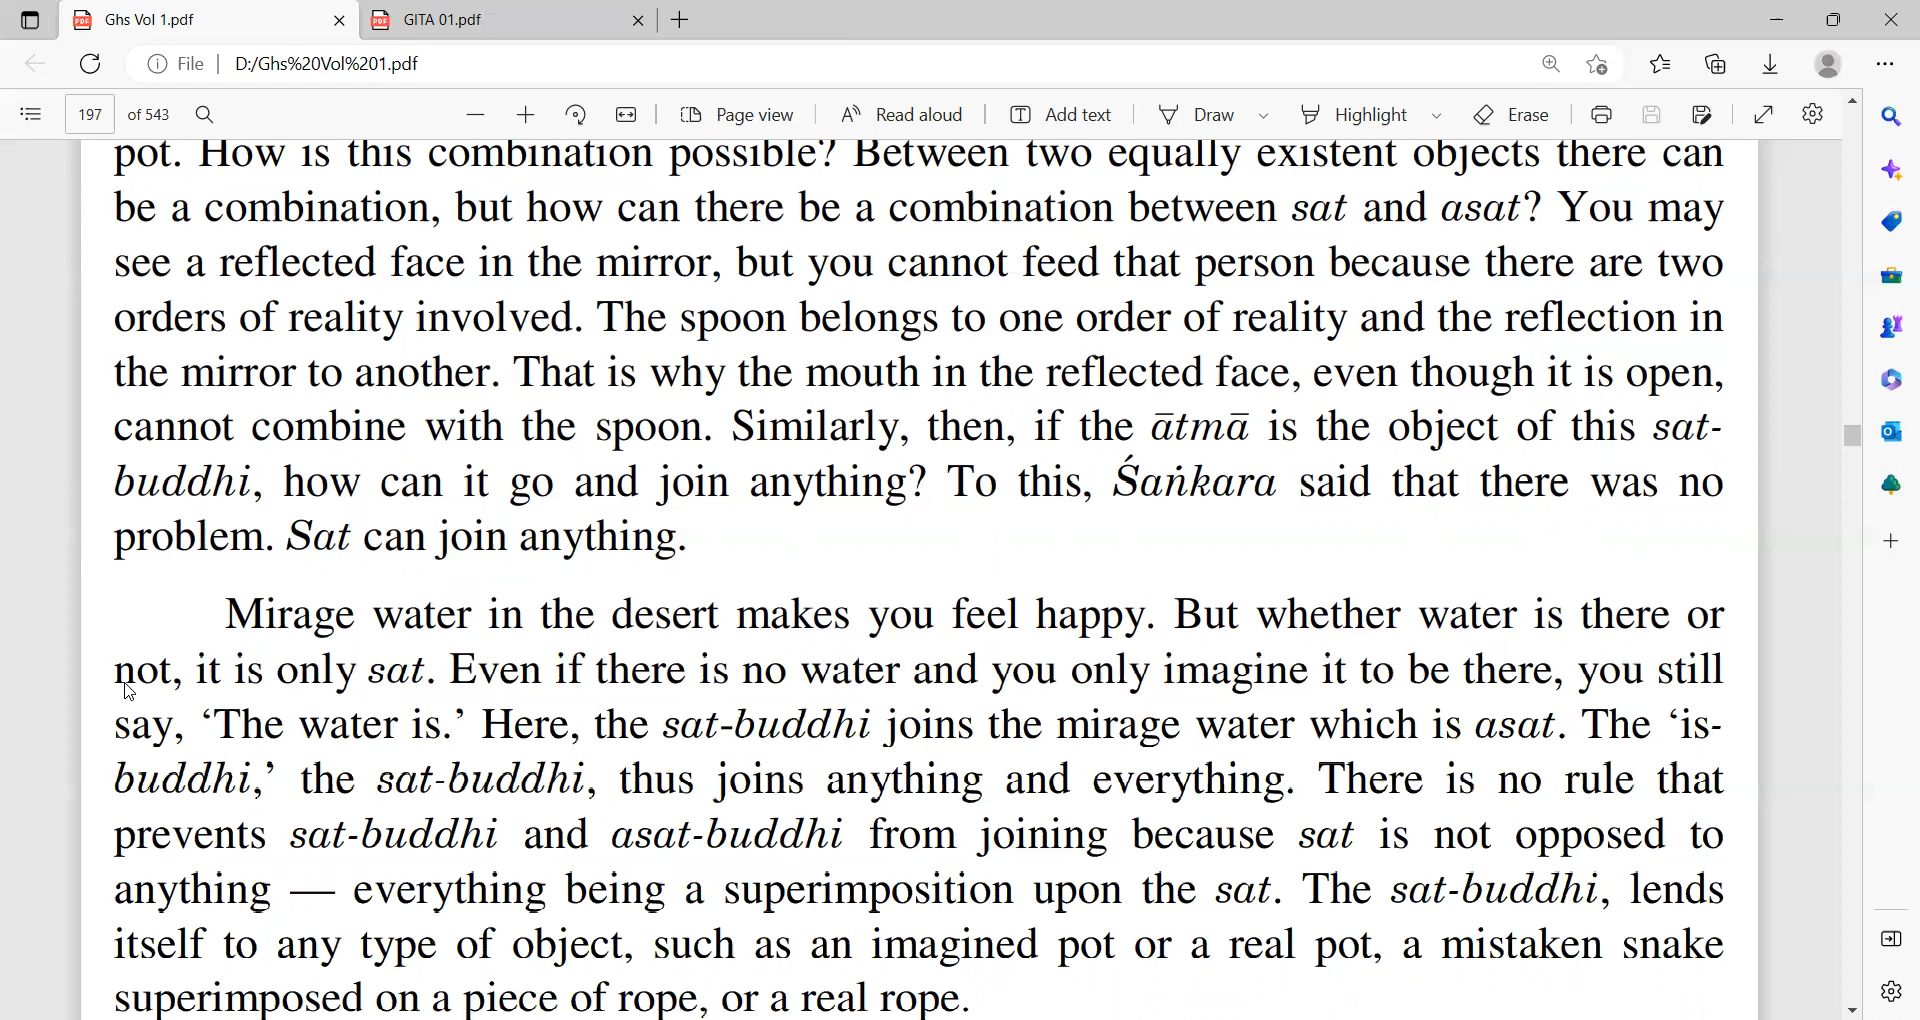 Ghs Vol 1.pdf
GITA 01.pdf
File
D:/Ghs%20Vol%201.pdf
197 of 543
Page view
Read aloud
Add text
Draw
Highlight
Erase
pot. How is this combination possible? Between two equally existent objects there can
be a combination, but how can there be a combination between sat and asat? You may
see a reflected face in the mirror, but you cannot feed that person because there are two
orders of reality involved. The spoon belongs to one order of reality and the reflection in
the mirror to another. That is why the mouth in the reflected face, even though it is open,
cannot combine with the spoon. Similarly, then, if the ātmā is the object of this sat-
buddhi, how can it go and join anything? To this, Śaṅkara said that there was no
problem. Sat can join anything.
Mirage water in the desert makes you feel happy. But whether water is there or
not, it is only sat. Even if there is no water and you only imagine it to be there, you still
say, ‘The water is.’ Here, the sat-buddhi joins the mirage water which is asat. The ‘is-
buddhi,’ the sat-buddhi, thus joins anything and everything. There is no rule that
prevents sat-buddhi and asat-buddhi from joining because sat is not opposed to
anything — everything being a superimposition upon the sat. The sat-buddhi, lends
itself to any type of object, such as an imagined pot or a real pot, a mistaken snake
superimposed on a piece of rope, or a real rope.